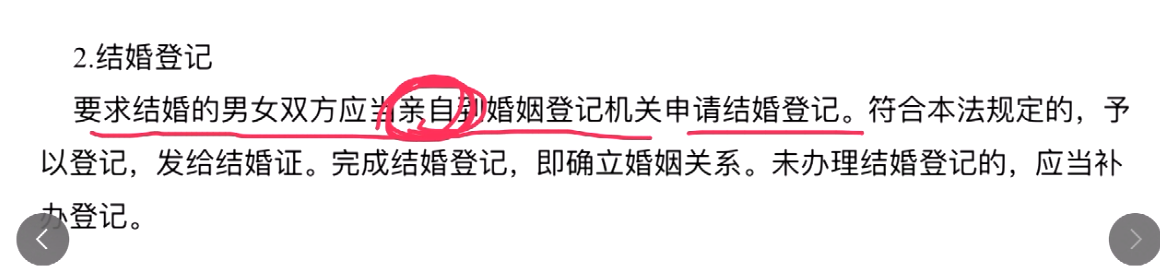 2.结婚登记
要求结婚的男女双方应当亲自到婚姻登记机关申请结婚登记。符合本法规定的，予
以登记，发给结婚证。完成结婚登记，即确立婚姻关系。未办理结婚登记的，应当补
办登记。